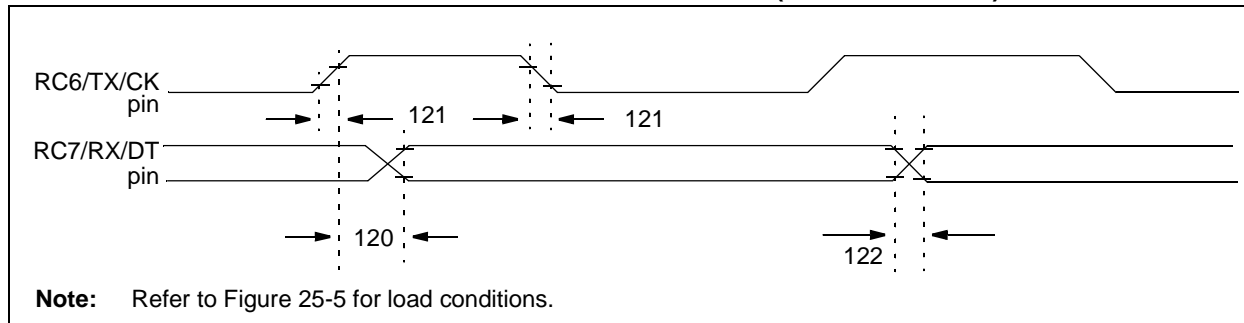 RC6/TX/CK
pin
121
121
RC7/RX/DT
pin
120
122
Note: Refer to Figure 25-5 for load conditions.